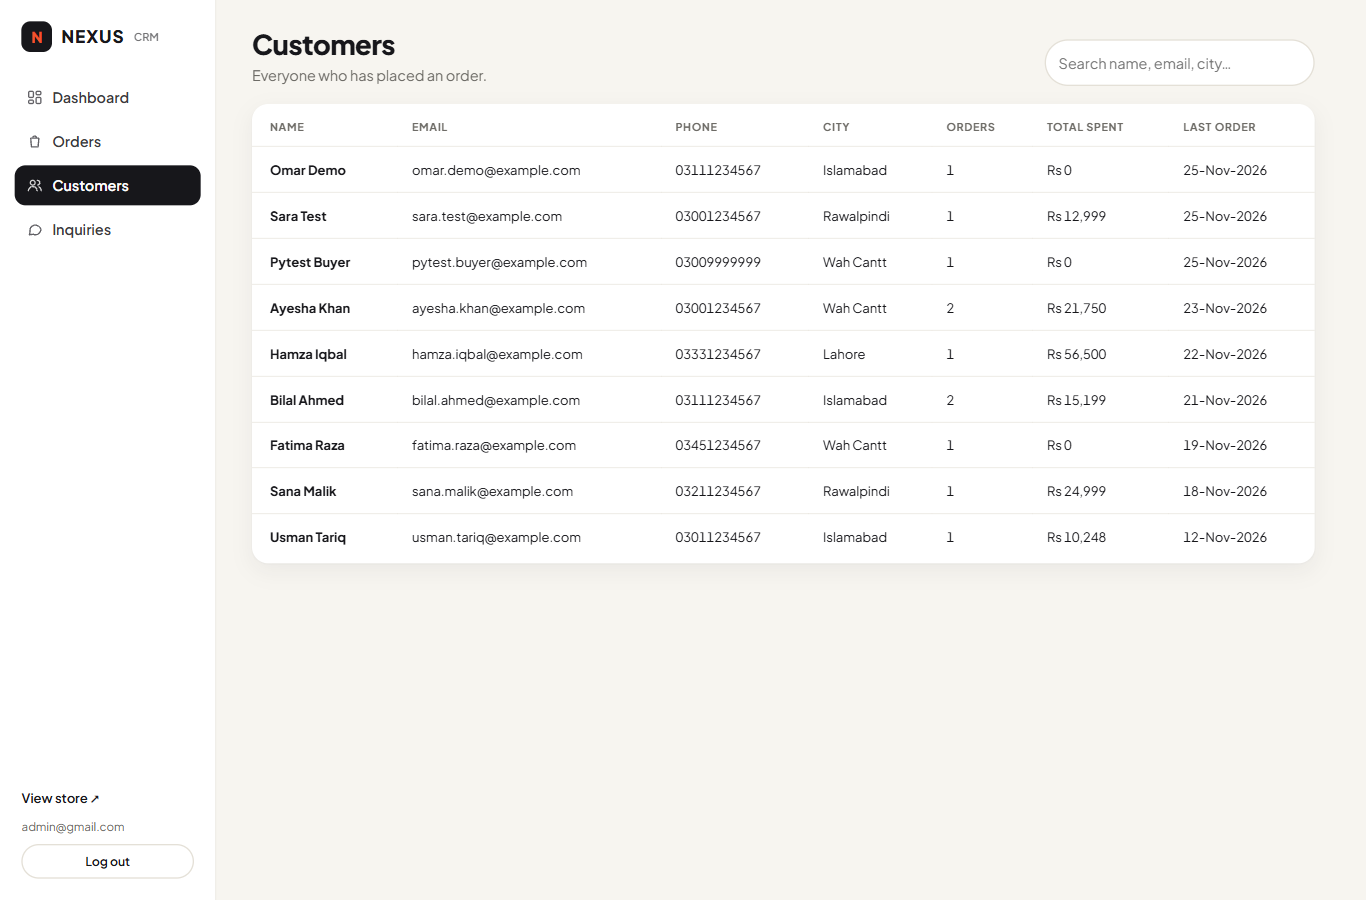 N NEXUS CRM
Dashboard
Orders
Customers
Inquiries
View store ↗
admin@gmail.com
Log out
Customers
Everyone who has placed an order.
Search name, email, city...
NAME EMAIL PHONE CITY ORDERS TOTAL SPENT LAST ORDER
Omar Demo omar.demo@example.com 03111234567 Islamabad 1 Rs 0 25-Nov-2026
Sara Test sara.test@example.com 03001234567 Rawalpindi 1 Rs 12,999 25-Nov-2026
Pytest Buyer pytest.buyer@example.com 03009999999 Wah Cantt 1 Rs 0 25-Nov-2026
Ayesha Khan ayesha.khan@example.com 03001234567 Wah Cantt 2 Rs 21,750 23-Nov-2026
Hamza Iqbal hamza.iqbal@example.com 03331234567 Lahore 1 Rs 56,500 22-Nov-2026
Bilal Ahmed bilal.ahmed@example.com 03111234567 Islamabad 2 Rs 15,199 21-Nov-2026
Fatima Raza fatima.raza@example.com 03451234567 Wah Cantt 1 Rs 0 19-Nov-2026
Sana Malik sana.malik@example.com 03211234567 Rawalpindi 1 Rs 24,999 18-Nov-2026
Usman Tariq usman.tariq@example.com 03011234567 Islamabad 1 Rs 10,248 12-Nov-2026